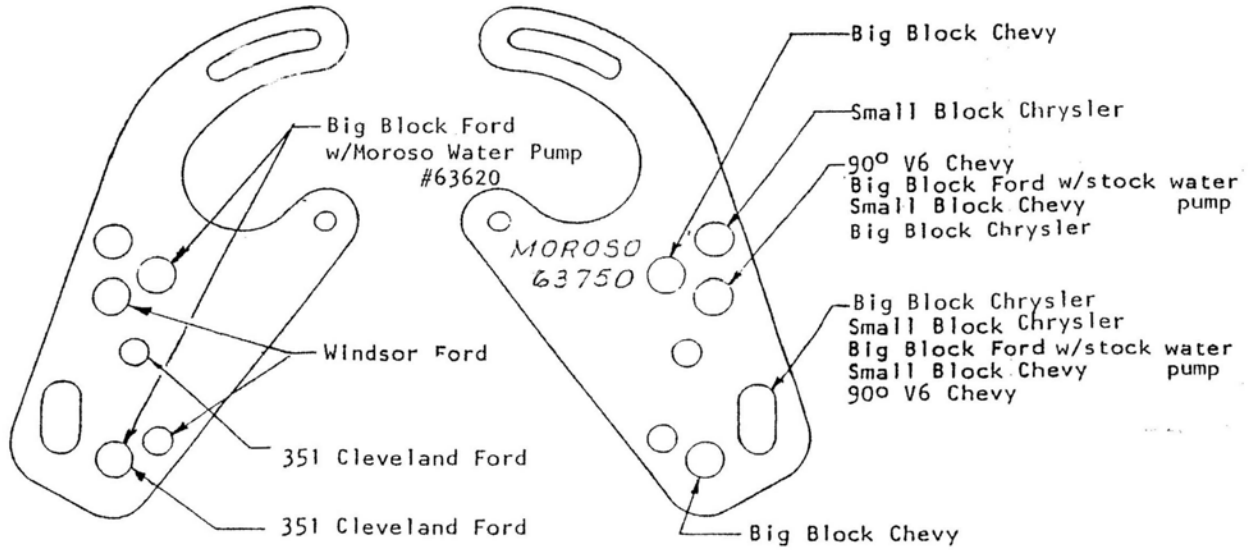 Big Block Ford
w/Moroso Water Pump
#63620
Windsor Ford
351 Cleveland Ford
351 Cleveland Ford
MOROSO
63750
Big Block Chevy
Small Block Chrysler
90º V6 Chevy
Big Block Ford w/stock water
Small Block Chevy pump
Big Block Chrysler
Big Block Chrysler
Small Block Chrysler
Big Block Ford w/stock water
Small Block Chevy pump
90º V6 Chevy
Big Block Chevy